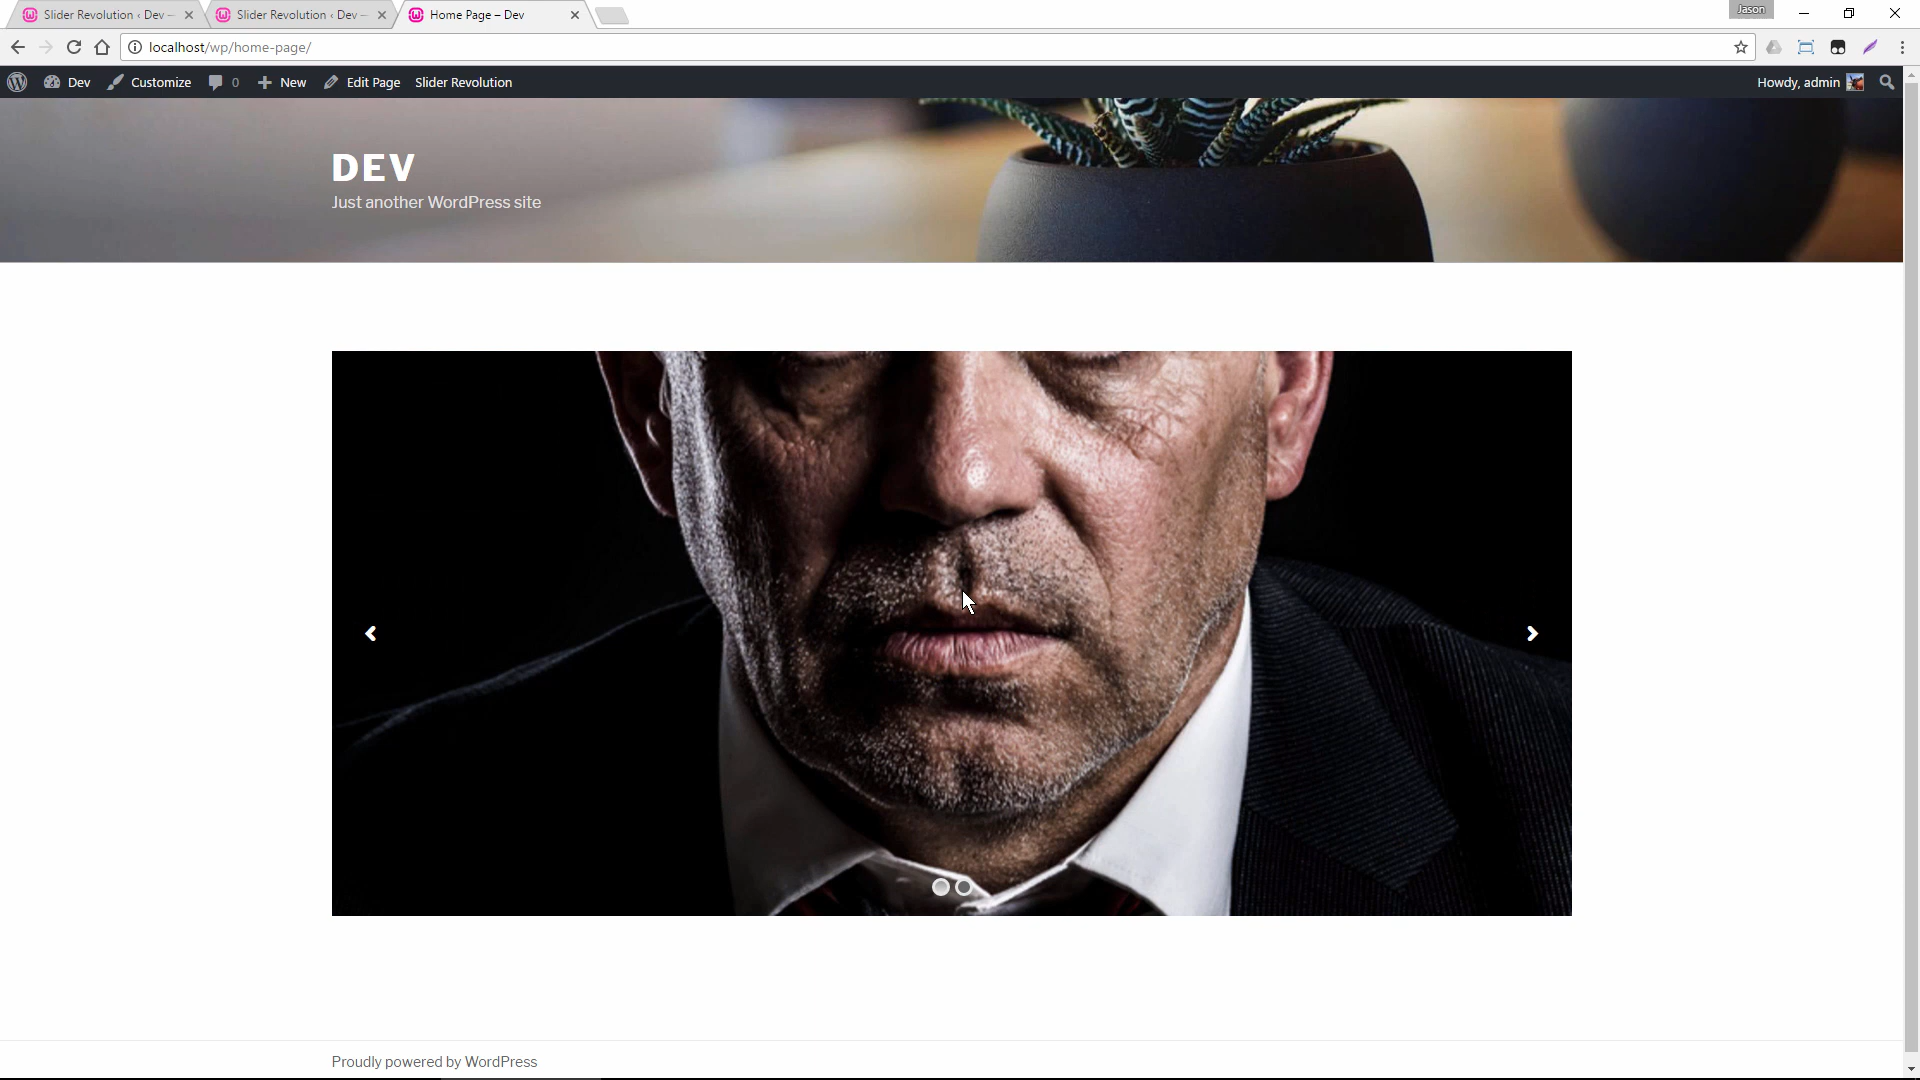 Slider Revolution ‹ Dev —
Slider Revolution ‹ Dev —
Home Page – Dev
Jason
localhost/wp/home-page/
Dev
Customize
0
New
Edit Page
Slider Revolution
Howdy, admin
DEV
Just another WordPress site
Proudly powered by WordPress